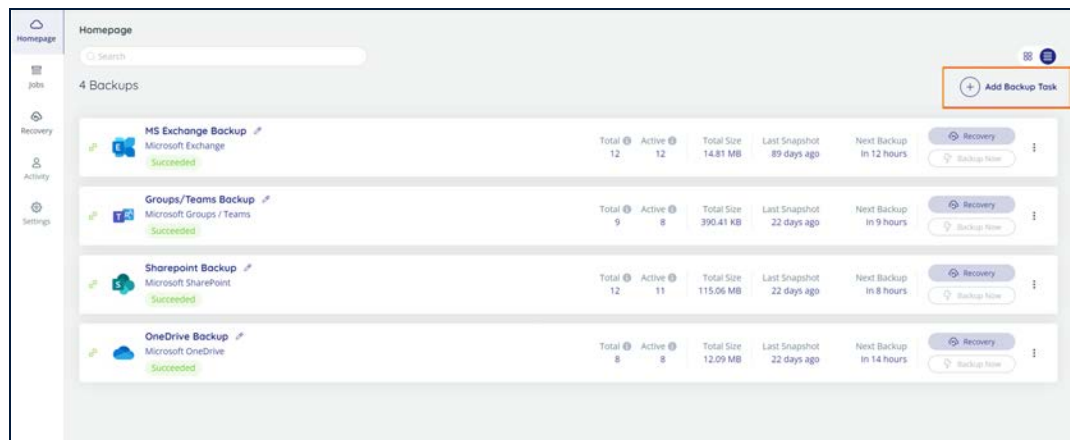 Homepage
Homepage
Search
Jobs
4 Backups
Add Backup Task
Recovery
Activity
Settings
MS Exchange Backup
Microsoft Exchange
Succeeded
Total Active Total Size Last Snapshot Next Backup
12 12 14.81 MB 89 days ago In 12 hours
Recovery
Backup Now
Groups/Teams Backup
Microsoft Groups / Teams
Succeeded
Total Active Total Size Last Snapshot Next Backup
9 8 390.41 KB 22 days ago In 9 hours
Recovery
Backup Now
Sharepoint Backup
Microsoft SharePoint
Succeeded
Total Active Total Size Last Snapshot Next Backup
12 11 115.06 MB 22 days ago In 8 hours
Recovery
Backup Now
OneDrive Backup
Microsoft OneDrive
Succeeded
Total Active Total Size Last Snapshot Next Backup
8 8 12.09 MB 22 days ago In 14 hours
Recovery
Backup Now